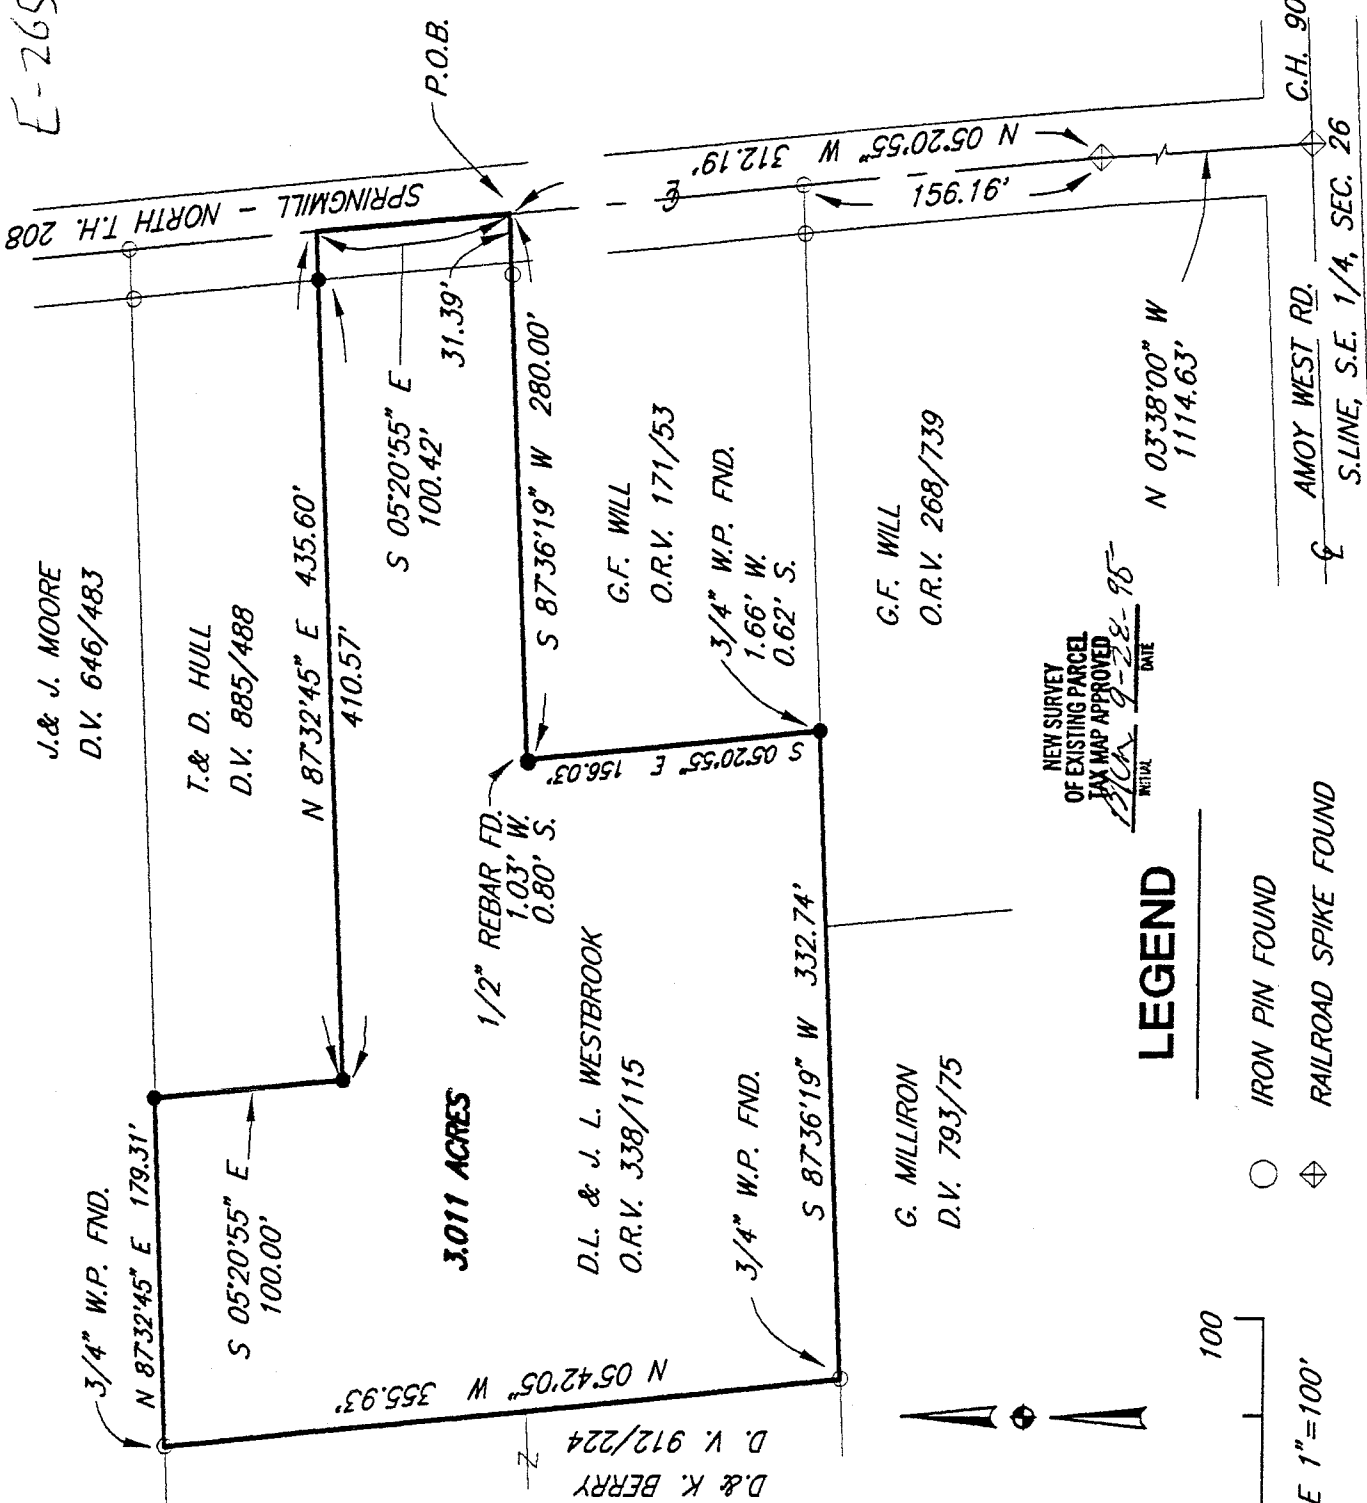 E-269
P.O.B.
SPRINGMILL - NORTH T.H. 208
J.& J. MOORE
D.V. 646/483
T.& D. HULL
D.V. 885/488
N 87°32'45" E 435.60'
410.57'
S 05°20'55" E
100.42'
31.39'
S 87°36'19" W 280.00'
G.F. WILL
O.R.V. 171/53
3/4" W.P. FND.
1.66' W.
0.62' S.
G.F. WILL
O.R.V. 268/739
N 05°20'55" W 312.19'
156.16'
N 03°38'00" W
1114.63'
C.H. 90
AMOY WEST RD.
S.LINE, S.E. 1/4, SEC. 26
3/4" W.P. FND.
N 87°32'45" E 179.31'
S 05°20'55" E
100.00'
3.011 ACRES
1/2" REBAR FD.
1.03' W.
0.80' S.
S 05°20'55" E 156.03'
D.L. & J. L. WESTBROOK
O.R.V. 338/115
3/4" W.P. FND.
S 87°36'19" W 332.74'
G. MILLIRON
D.V. 793/75
N 05°42'05" W 355.93'
D.& K. BERRY
D. V. 912/224
NEW SURVEY
OF EXISTING PARCEL
TAX MAP APPROVED
9-28-95
INITIAL DATE
LEGEND
IRON PIN FOUND
RAILROAD SPIKE FOUND
100
E 1"=100'